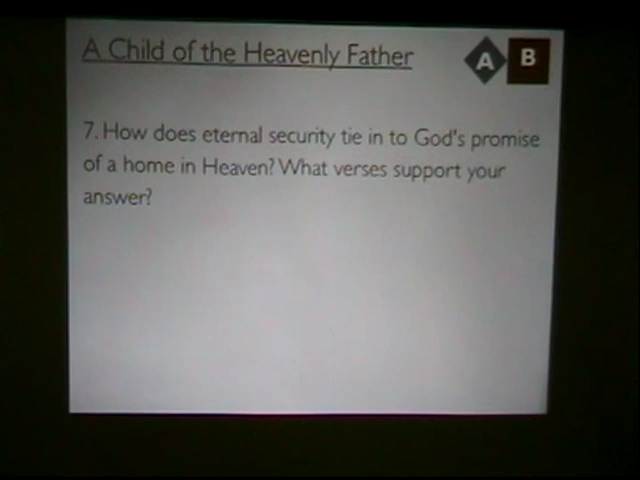 A Child of the Heavenly Father
A B
7. How does eternal security tie in to God's promise
of a home in Heaven? What verses support your
answer?